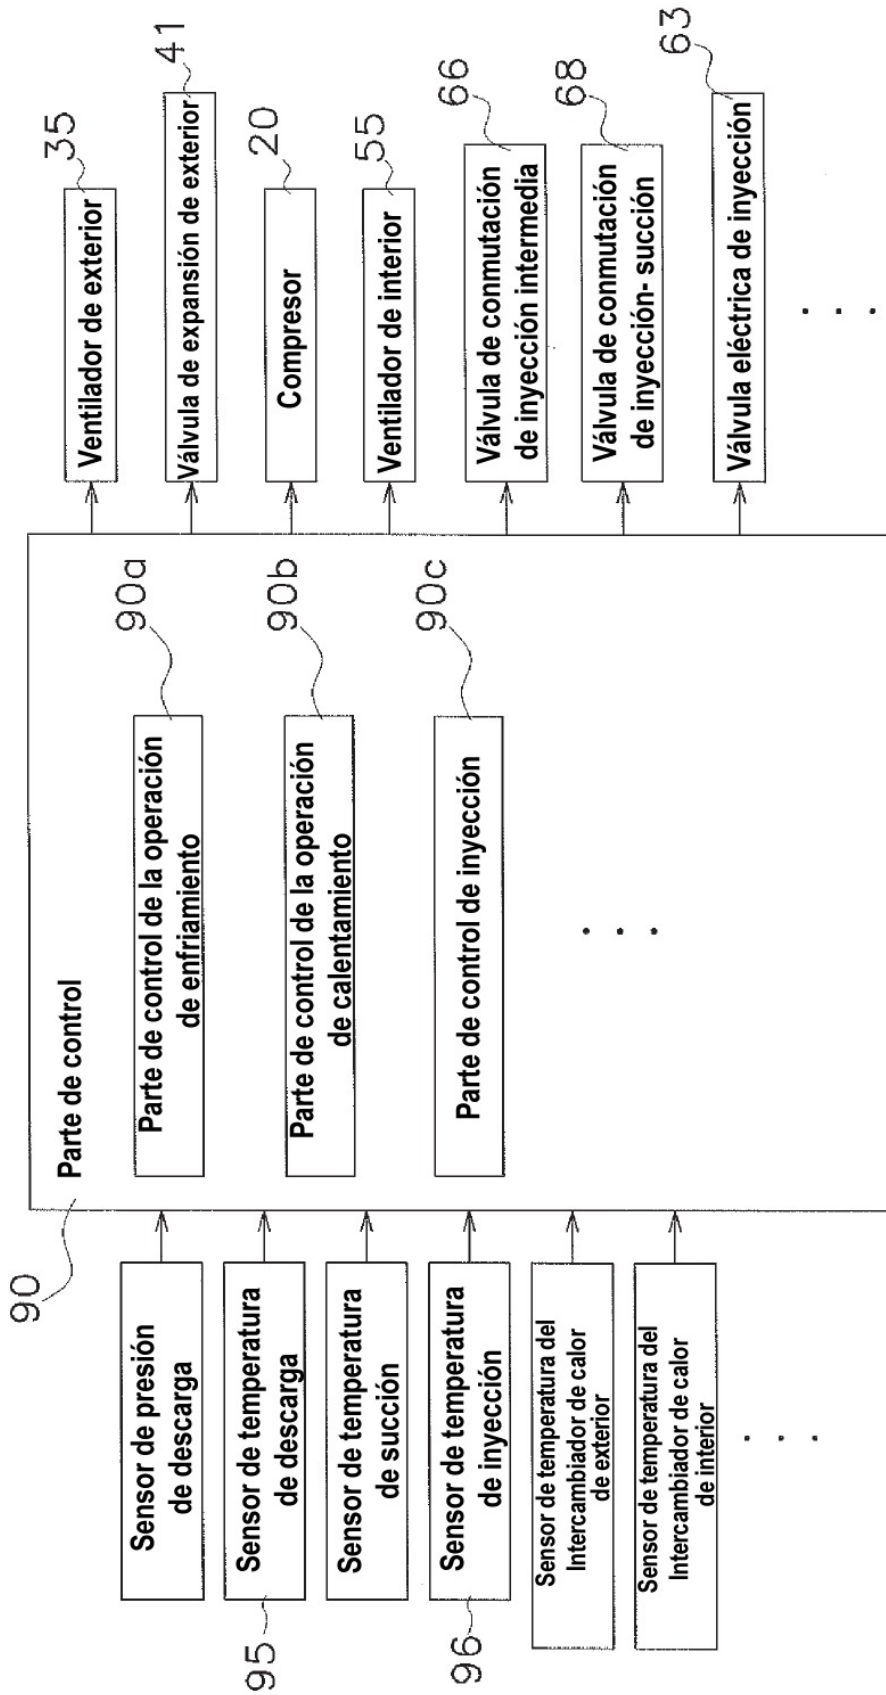 90
Parte de control
Sensor de presión
de descarga
95
Sensor de temperatura
de descarga
Sensor de temperatura
de succión
96
Sensor de temperatura
de inyección
Sensor de temperatura del
Intercambiador de calor
de exterior
Sensor de temperatura del
Intercambiador de calor
de interior
. . .
Parte de control de la operación
de enfriamiento
90a
Parte de control de la operación
de calentamiento
90b
Parte de control de inyección
90c
. . .
Ventilador de exterior
35
Válvula de expansión de exterior
41
Compresor
20
Ventilador de interior
55
Válvula de conmutación
de inyección intermedia
66
Válvula de conmutación
de inyección- succión
68
Válvula eléctrica de inyección
63
. . .